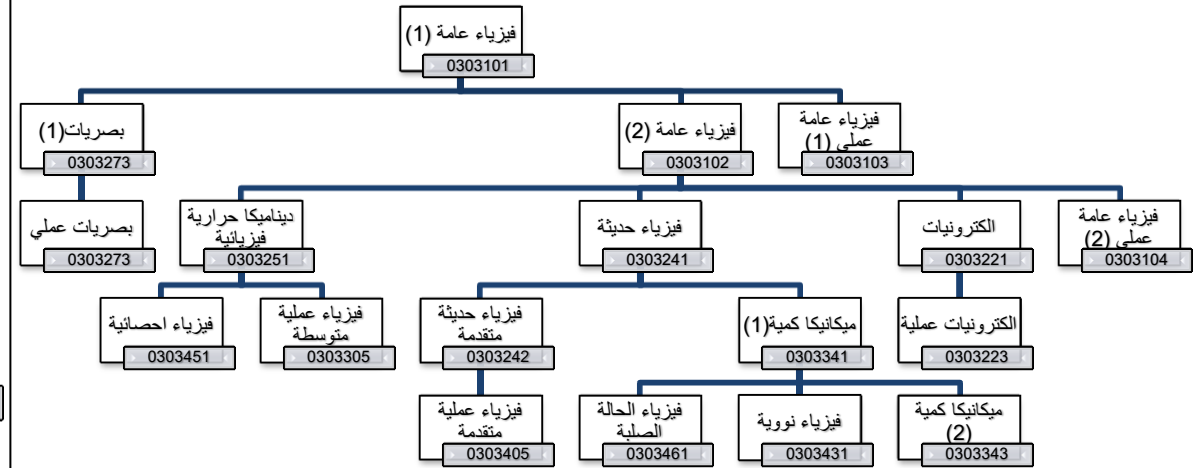 فيزياء عامة (1)
0303101
فيزياء عامة
عملي (1)
0303103
فيزياء عامة (2)
0303102
بصريات(1)
0303273
فيزياء عامة
عملي (2)
0303104
الكترونيات
0303221
فيزياء حديثة
0303241
ديناميكا حرارية
فيزيائية
0303251
بصريات عملي
0303273
الكترونيات عملية
0303223
ميكانيكا كمية(1)
0303341
فيزياء حديثة
متقدمة
0303242
فيزياء عملية
متوسطة
0303305
فيزياء احصائية
0303451
ميكانيكا كمية
(2)
0303343
فيزياء نووية
0303431
فيزياء الحالة
الصلبة
0303461
فيزياء عملية
متقدمة
0303405